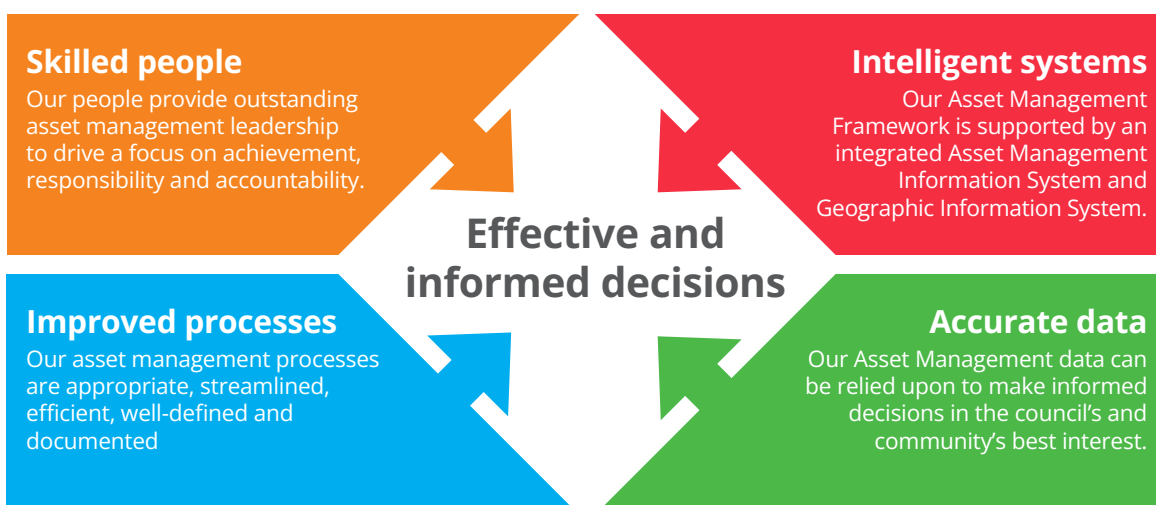 Skilled people
Our people provide outstanding
asset management leadership
to drive a focus on achievement,
responsibility and accountability.
Intelligent systems
Our Asset Management
Framework is supported by an
integrated Asset Management
Information System and
Geographic Information System.
Effective and
informed decisions
Improved processes
Our asset management processes
are appropriate, streamlined,
efficient, well-defined and
documented
Accurate data
Our Asset Management data can
be relied upon to make informed
decisions in the council’s and
community’s best interest.